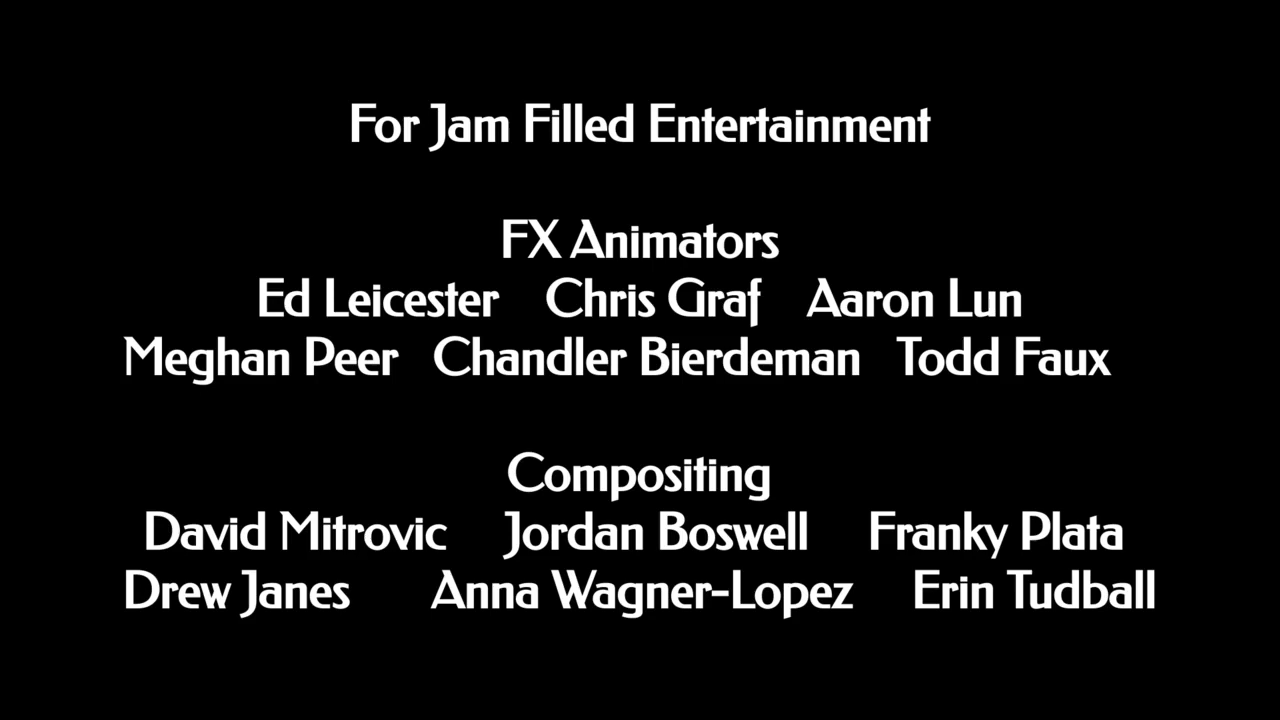 For Jam Filled Entertainment
FX Animators
Ed Leicester Chris Graf Aaron Lun
Meghan Peer Chandler Bierdeman Todd Faux
Compositing
David Mitrovic Jordan Boswell Franky Plata
Drew Janes Anna Wagner-Lopez Erin Tudball